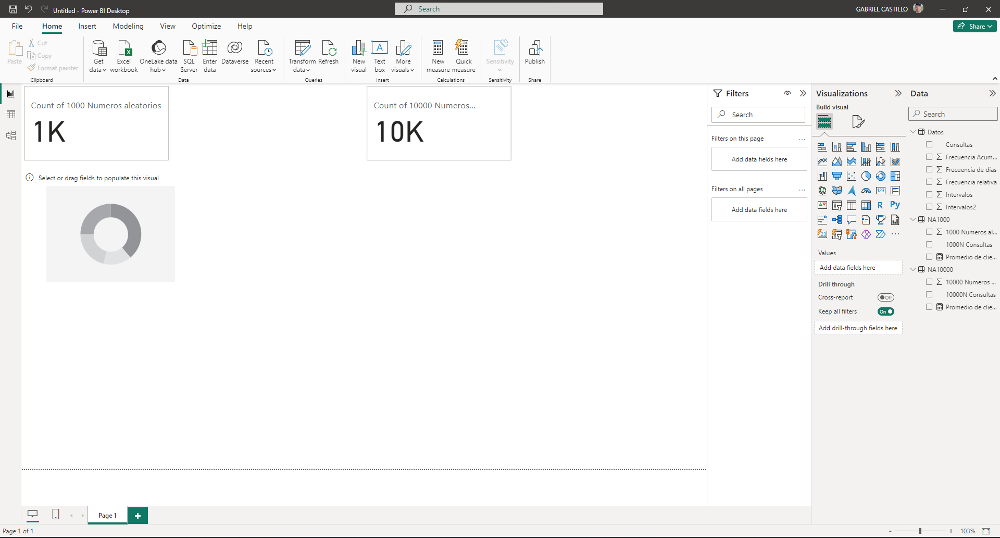 Untitled - Power BI Desktop
Search
GABRIEL CASTILLO
File Home Insert Modeling View Optimize Help
Share
Paste
Cut
Copy
Format painter
Clipboard
Get data
Excel workbook
OneLake data hub
SQL Server
Enter data
Dataverse
Recent sources
Data
Transform data
Refresh
Queries
New visual
Text box
More visuals
Insert
New measure
Quick measure
Calculations
Sensitivity
Sensitivity
Publish
Share
Count of 1000 Numeros aleatorios
1K
Count of 10000 Numeros...
10K
Select or drag fields to populate this visual
Filters
Search
Filters on this page ...
Add data fields here
Filters on all pages ...
Add data fields here
Visualizations
Build visual
123
R
Py
123
...
Values
Add data fields here
Drill through
Cross-report Off
Keep all filters On
Add drill-through fields here
Data
Search
Datos
Consultas
Σ Frecuencia Acum...
Σ Frecuencia de dias
Σ Frecuencia relativa
Σ Intervalos
Σ Intervalos2
NA1000
Σ 1000 Numeros al...
1000N Consultas
Promedio de clie...
NA10000
Σ 10000 Numeros ...
10000N Consultas
Promedio de clie...
Page 1
+
Page 1 of 1
- + 103%